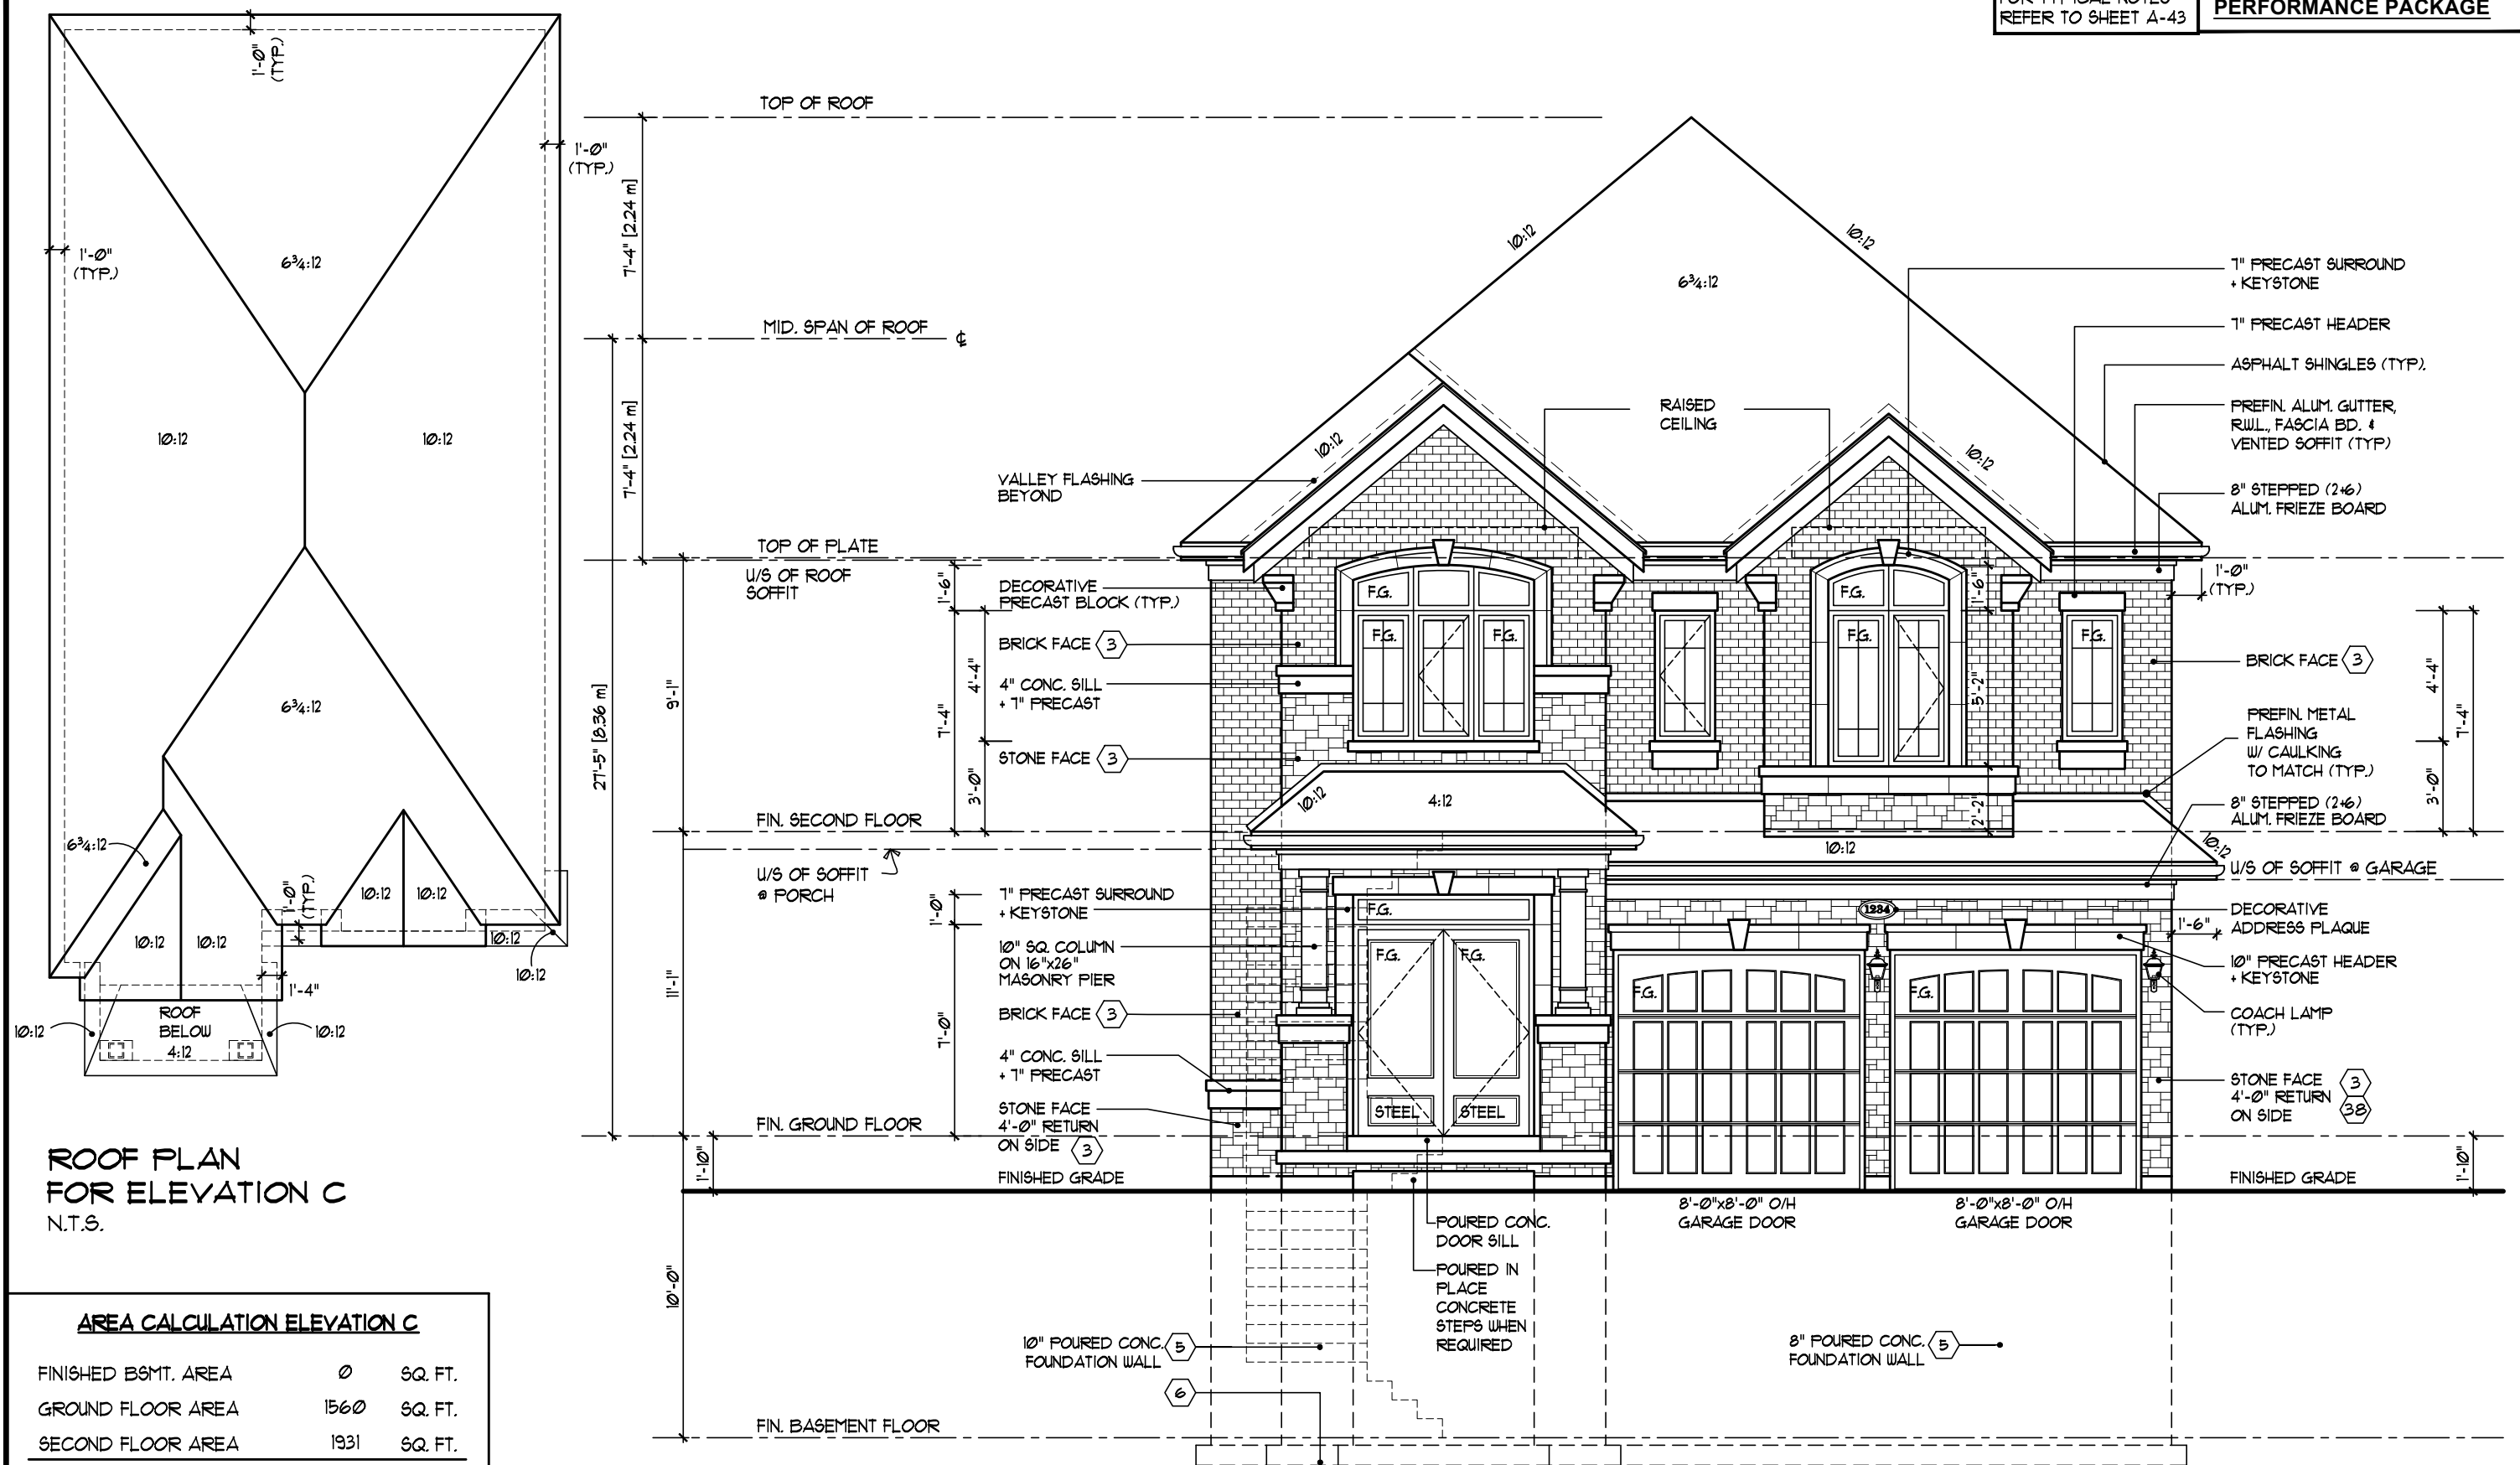 FOR TYPICAL NOTES
REFER TO SHEET A-43
PERFORMANCE PACKAGE
1'-0"
(TYP.)
1'-0"
(TYP.)
1'-0"
(TYP.)
6¾:12
10:12
10:12
6¾:12
6¾:12
10:12
10:12
1'-0"
(TYP.)
10:12
10:12
10:12
10:12
1'-4"
ROOF
BELOW
4:12
10:12
10:12
ROOF PLAN
FOR ELEVATION C
N.T.S.
AREA CALCULATION ELEVATION C
FINISHED BSMT. AREA 0 SQ. FT.
GROUND FLOOR AREA 1560 SQ. FT.
SECOND FLOOR AREA 1931 SQ. FT.
TOP OF ROOF
7'-4" [2.24 m]
MID. SPAN OF ROOF
℄
7'-4" [2.24 m]
TOP OF PLATE
U/S OF ROOF
SOFFIT
27'-5" [8.36 m]
9'-1"
FIN. SECOND FLOOR
U/S OF SOFFIT
@ PORCH
11'-1"
FIN. GROUND FLOOR
1'-10"
10'-0"
FIN. BASEMENT FLOOR
1'-6"
4'-4"
7'-4"
3'-0"
1'-0"
7'-0"
VALLEY FLASHING
BEYOND
DECORATIVE
PRECAST BLOCK (TYP.)
BRICK FACE 3
4" CONC. SILL
+ 7" PRECAST
STONE FACE 3
7" PRECAST SURROUND
+ KEYSTONE
10" SQ. COLUMN
ON 16"x26"
MASONRY PIER
BRICK FACE 3
4" CONC. SILL
+ 7" PRECAST
STONE FACE
4'-0" RETURN
ON SIDE 3
FINISHED GRADE
10:12
10:12
6¾:12
RAISED
CEILING
10:12
10:12
F.G.
F.G.
F.G.
F.G.
F.G.
F.G.
1'-6"
5'-2"
2'-2"
10:12
4:12
10:12
10:12
F.G.
F.G.
F.G.
STEEL
STEEL
1234
F.G.
F.G.
8'-0"x8'-0" O/H
GARAGE DOOR
8'-0"x8'-0" O/H
GARAGE DOOR
POURED CONC.
DOOR SILL
POURED IN
PLACE
CONCRETE
STEPS WHEN
REQUIRED
10" POURED CONC. 5
FOUNDATION WALL
6
8" POURED CONC. 5
FOUNDATION WALL
7" PRECAST SURROUND
+ KEYSTONE
7" PRECAST HEADER
ASPHALT SHINGLES (TYP).
PREFIN. ALUM. GUTTER,
R.W.L., FASCIA BD. &
VENTED SOFFIT (TYP)
8" STEPPED (2+6)
ALUM. FRIEZE BOARD
1'-0"
(TYP.)
BRICK FACE 3
4'-4"
7'-4"
3'-0"
PREFIN. METAL
FLASHING
W/ CAULKING
TO MATCH (TYP.)
8" STEPPED (2+6)
ALUM. FRIEZE BOARD
U/S OF SOFFIT @ GARAGE
DECORATIVE
ADDRESS PLAQUE
1'-6"
10" PRECAST HEADER
+ KEYSTONE
COACH LAMP
(TYP.)
STONE FACE 3
4'-0" RETURN
ON SIDE 38
FINISHED GRADE
1'-10"